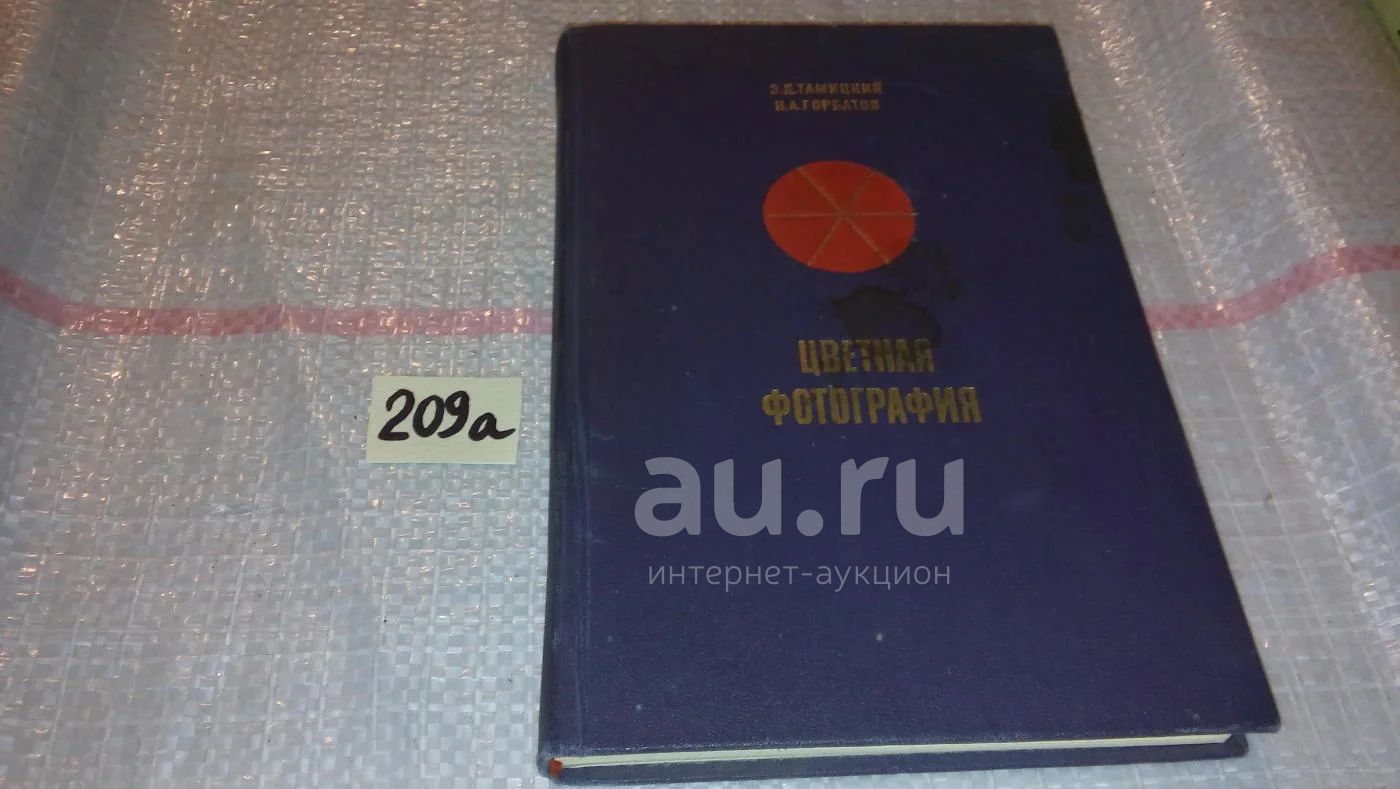 Э.Д.ТАМИЦКИЙ
В.А.ГОРБАТОВ
ЦВЕТНАЯ
ФОТОГРАФИЯ
209а
au.ru
интернет-аукцион